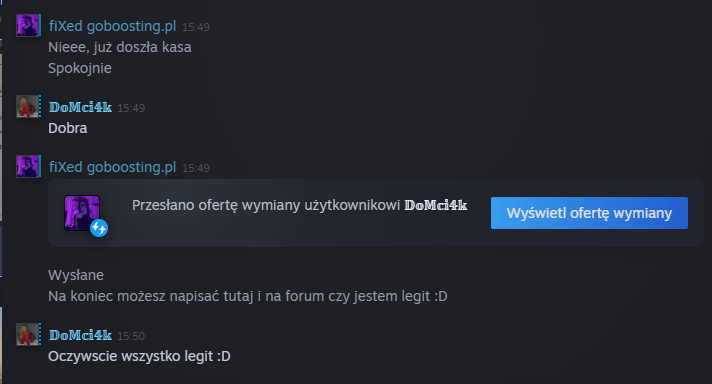 fiXed goboosting.pl 15:49
Nieee, już doszła kasa
Spokojnie
𝔻𝕠𝕄𝕔𝕚𝟜𝕜 15:49
Dobra
fiXed goboosting.pl 15:49
Przesłano ofertę wymiany użytkownikowi 𝔻𝕠𝕄𝕔𝕚𝟜𝕜
Wyświetl ofertę wymiany
Wysłane
Na koniec możesz napisać tutaj i na forum czy jestem legit :D
𝔻𝕠𝕄𝕔𝕚𝟜𝕜 15:50
Oczywscie wszystko legit :D